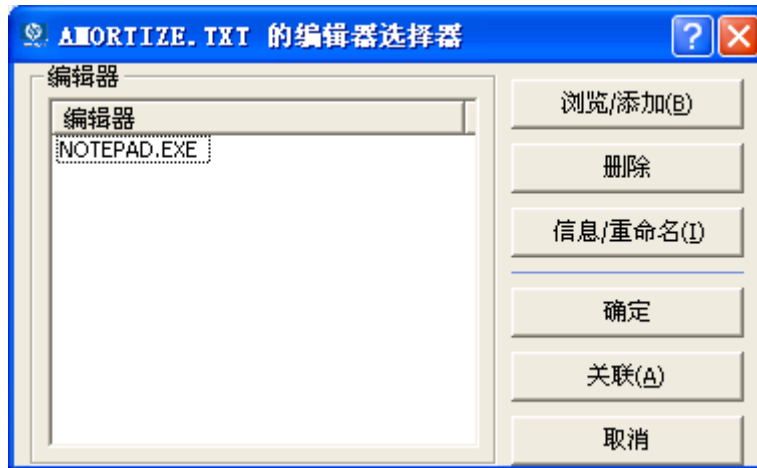 AMORTIZE.TXT 的编辑器选择器
编辑器
编辑器
NOTEPAD.EXE
浏览/添加(B)
删除
信息/重命名(I)
确定
关联(A)
取消